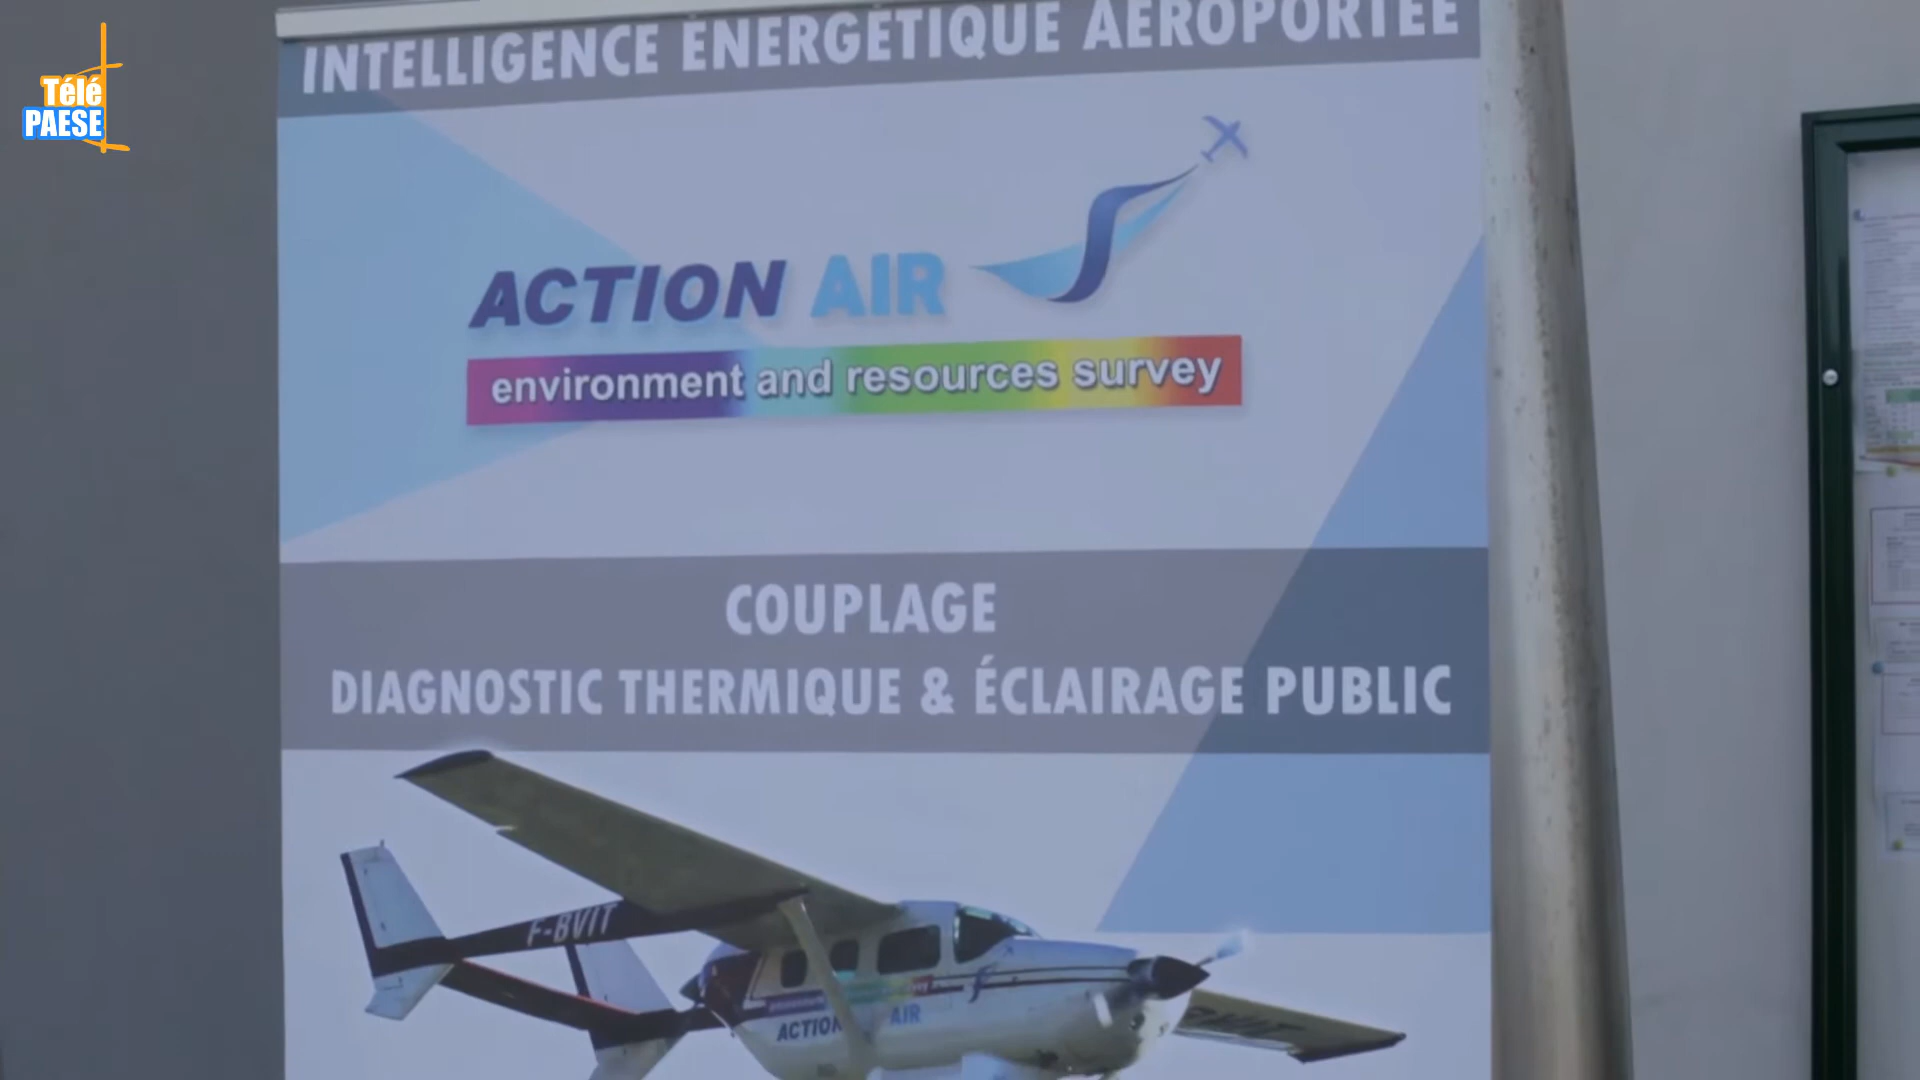 Télé
PAESE
INTELLIGENCE ÉNERGÉTIQUE AÉROPORTÉE
ACTION AIR
environment and resources survey
COUPLAGE
DIAGNOSTIC THERMIQUE & ÉCLAIRAGE PUBLIC
F-BVIT
ACTION AIR